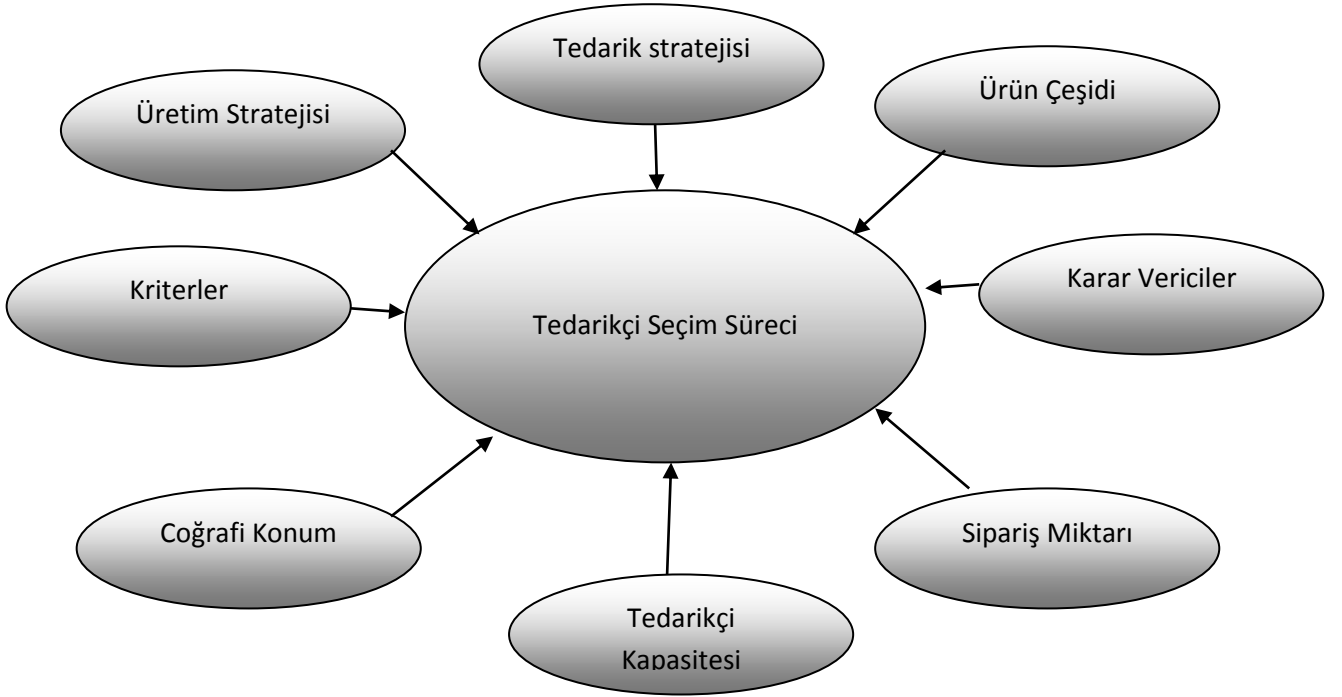 Tedarik stratejisi
Ürün Çeşidi
Üretim Stratejisi
Karar Vericiler
Kriterler
Tedarikçi Seçim Süreci
Coğrafi Konum
Sipariş Miktarı
Tedarikçi
Kapasitesi